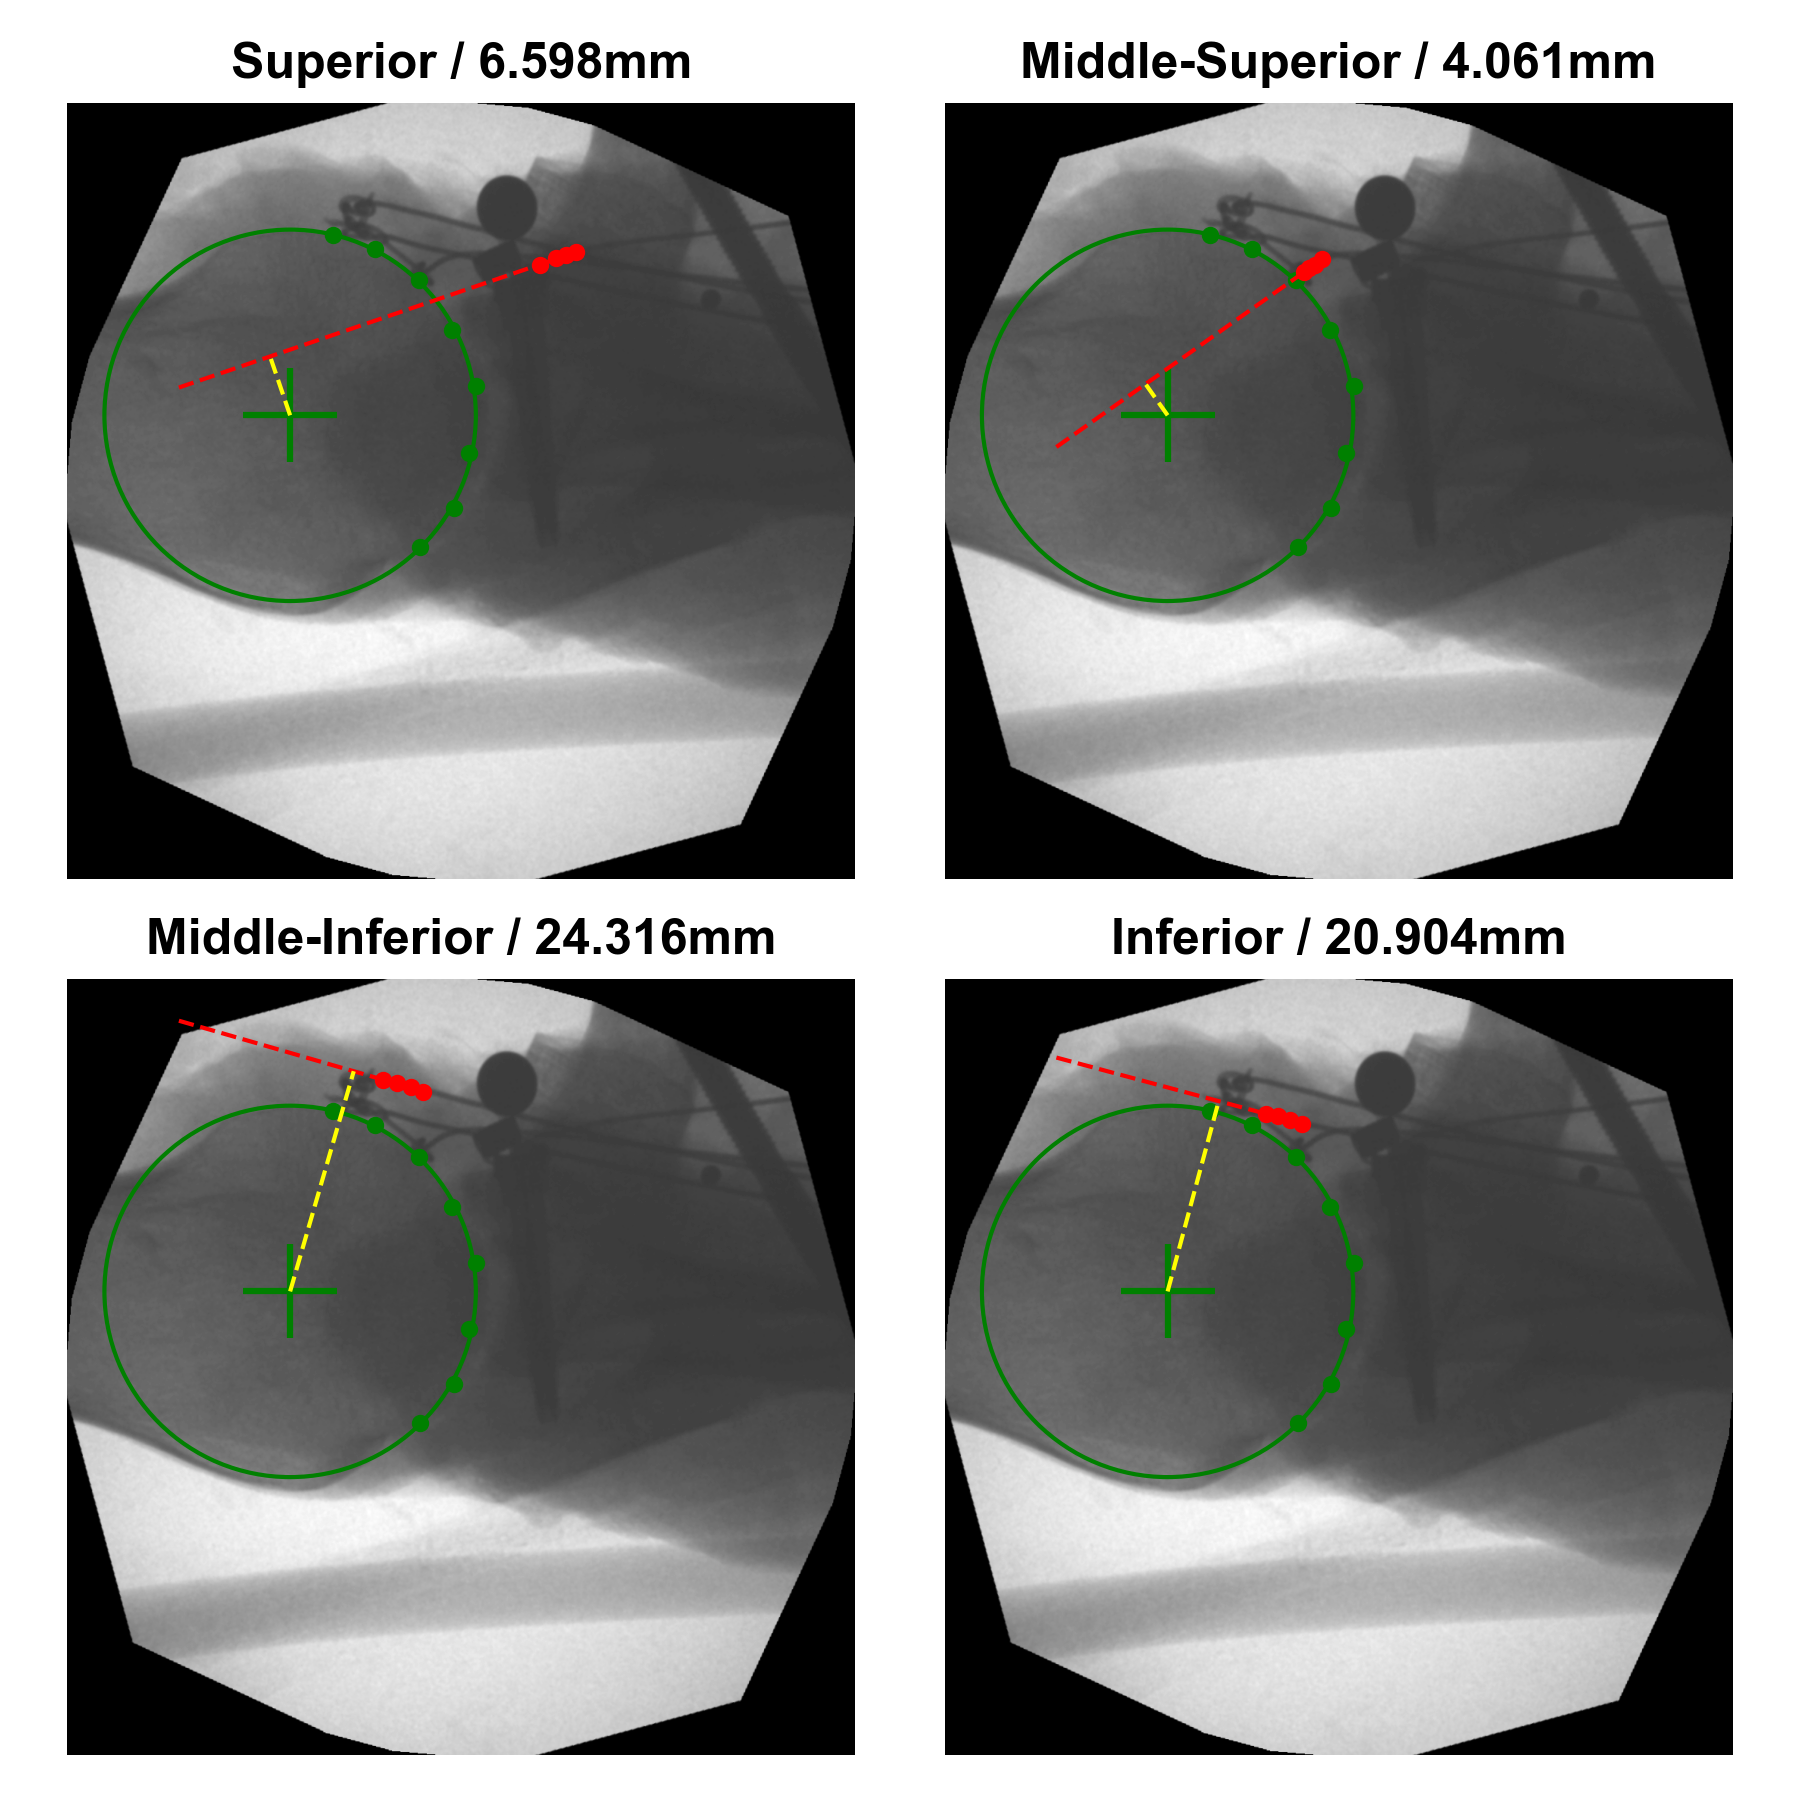 Superior / 6.598mm
Middle-Superior / 4.061mm
Middle-Inferior / 24.316mm
Inferior / 20.904mm